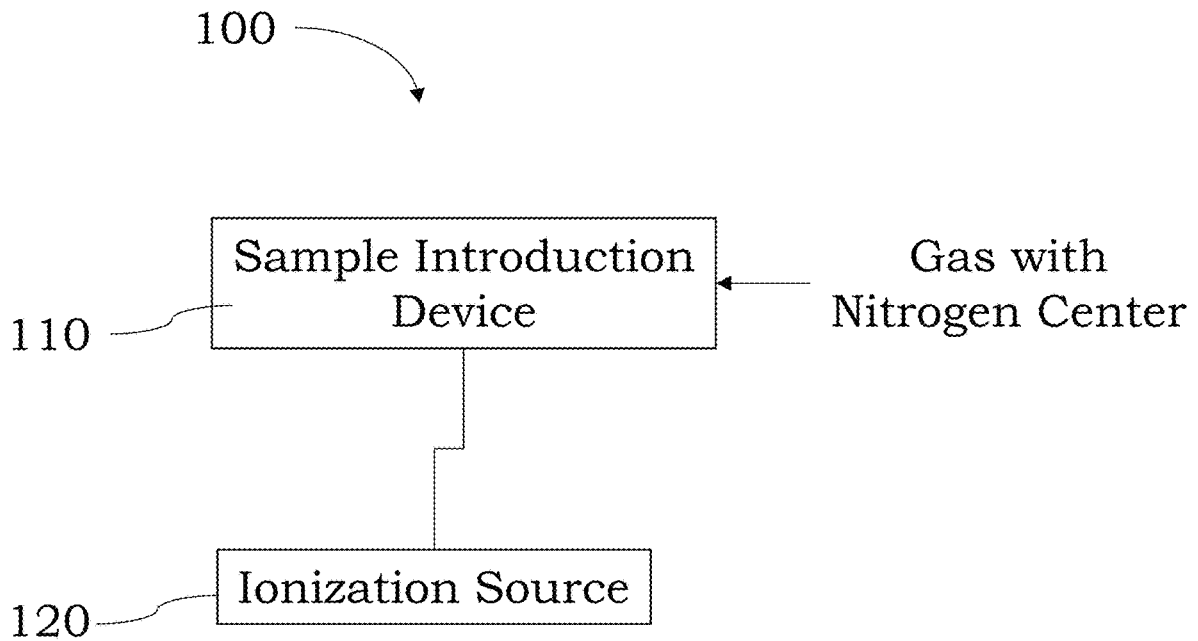 100
Sample Introduction
Device
Gas with
Nitrogen Center
110
Ionization Source
120